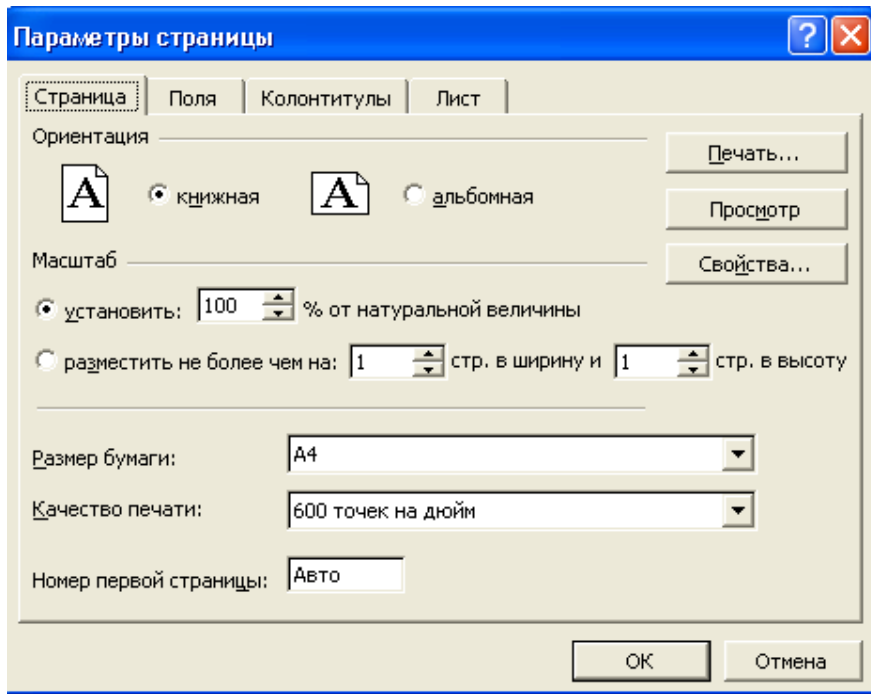 Параметры страницы
Страница Поля Колонтитулы Лист
Ориентация
Печать...
A книжная A альбомная
Просмотр
Масштаб
Свойства...
установить: 100 % от натуральной величины
разместить не более чем на: 1 стр. в ширину и 1 стр. в высоту
Размер бумаги: A4
Качество печати: 600 точек на дюйм
Номер первой страницы: Авто
ОК Отмена